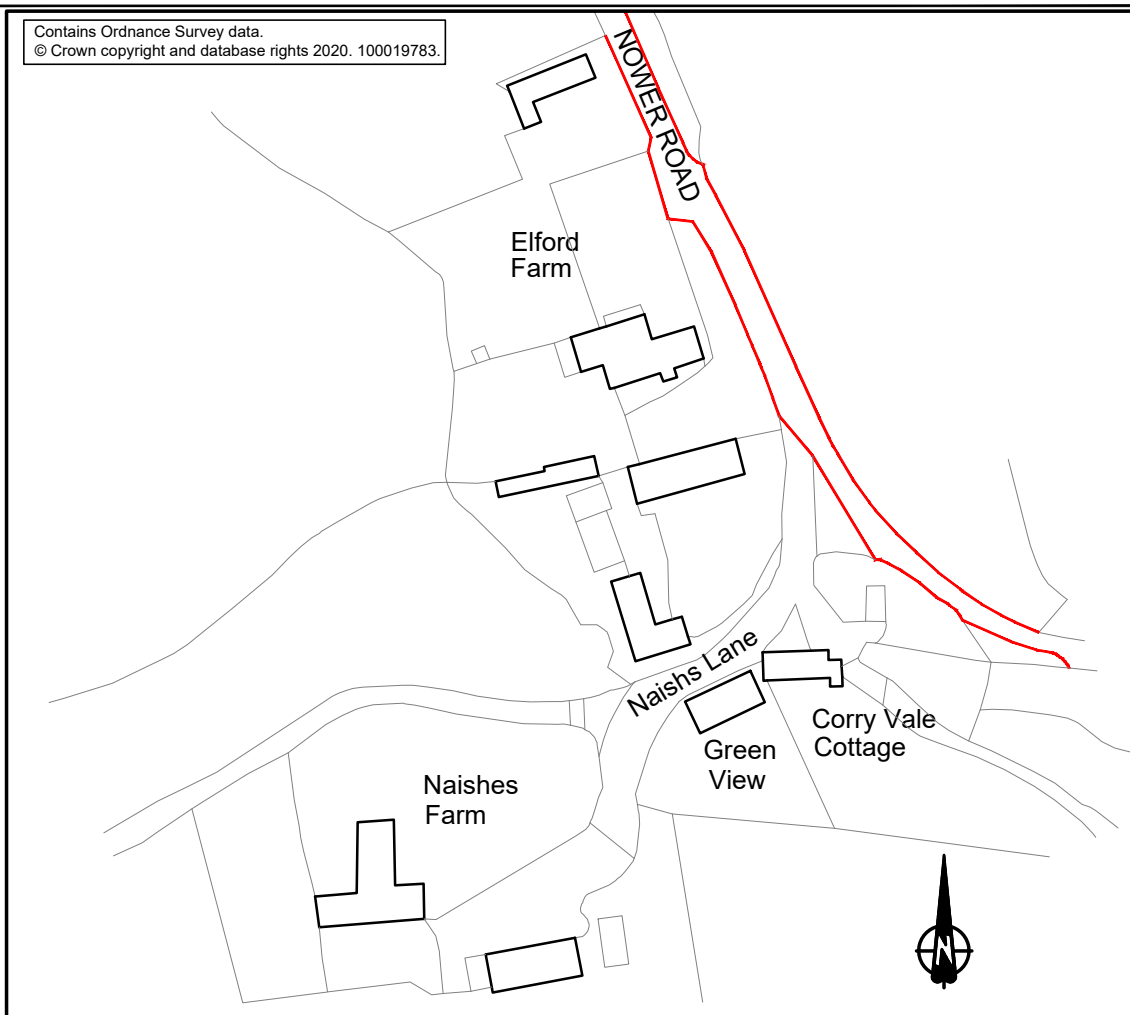 Contains Ordnance Survey data.
© Crown copyright and database rights 2020. 100019783.
NOWER ROAD
Elford
Farm
Naishs Lane
Corry Vale
Cottage
Green
View
Naishes
Farm
N